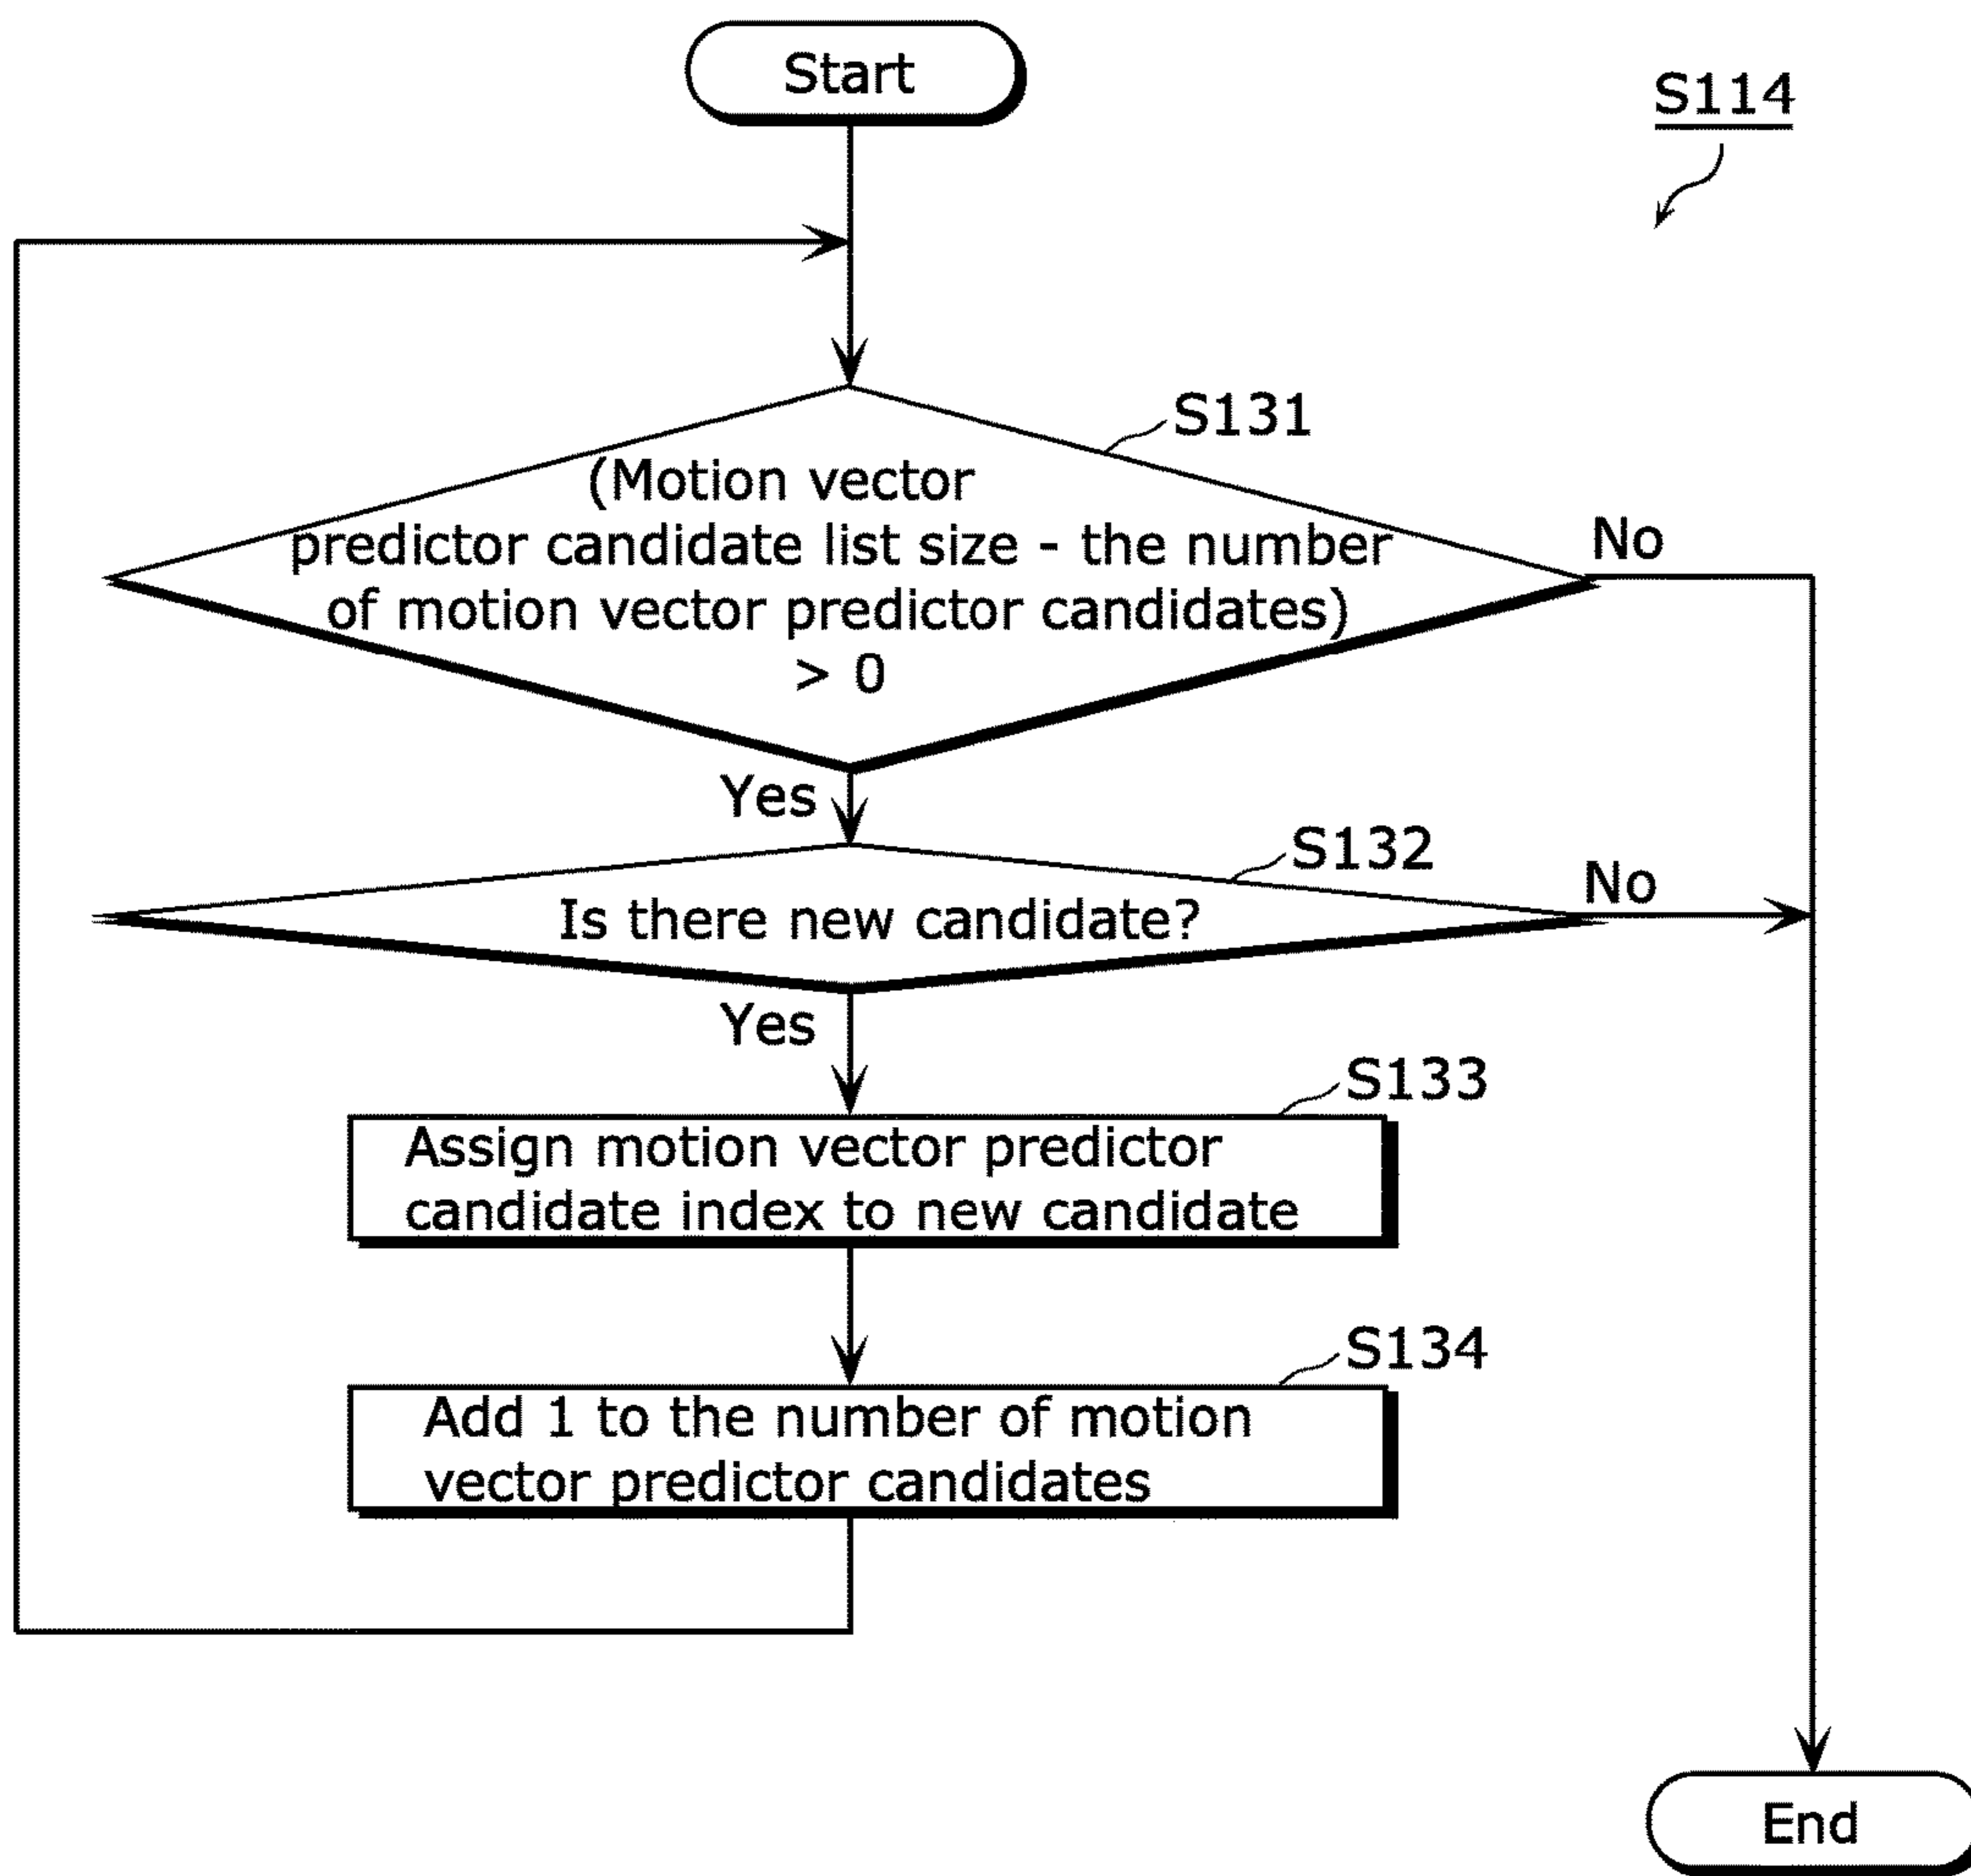 Start
S114
S131
(Motion vector
predictor candidate list size - the number
of motion vector predictor candidates)
> 0
No
Yes
S132
Is there new candidate?
No
Yes
S133
Assign motion vector predictor
candidate index to new candidate
S134
Add 1 to the number of motion
vector predictor candidates
End